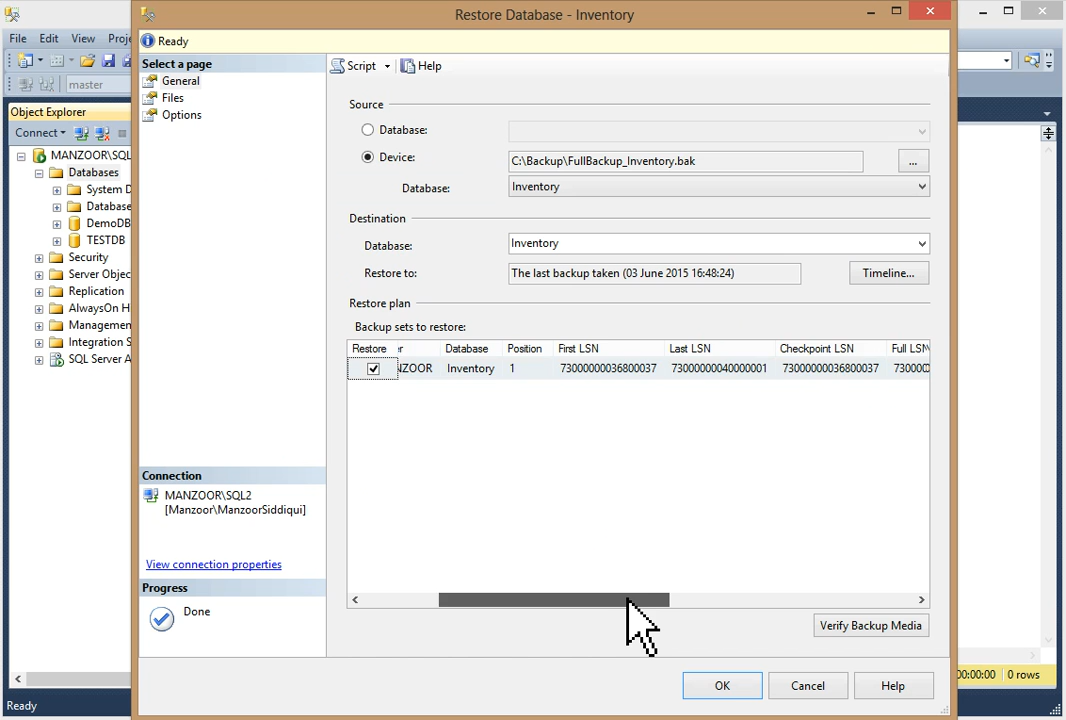 Restore Database - Inventory
File Edit View Proje
Ready
Select a page
General
Files
Options
Script Help
master
Object Explorer
Connect
MANZOOR\SQL
Databases
System D
Database
DemoDB
TESTDB
Security
Server Objec
Replication
AlwaysOn H
Managemen
Integration S
SQL Server A
Source
Database:
Device:
C:\Backup\FullBackup_Inventory.bak
...
Database:
Inventory
Destination
Database:
Inventory
Restore to:
The last backup taken (03 June 2015 16:48:24)
Timeline...
Restore plan
Backup sets to restore:
Restore Database Position First LSN Last LSN Checkpoint LSN Full LSN
NZOOR Inventory 1 73000000036800037 73000000040000001 73000000036800037 730000
Connection
MANZOOR\SQL2
[Manzoor\ManzoorSiddiqui]
View connection properties
Progress
Done
Verify Backup Media
OK Cancel Help
00:00:00 0 rows
Ready